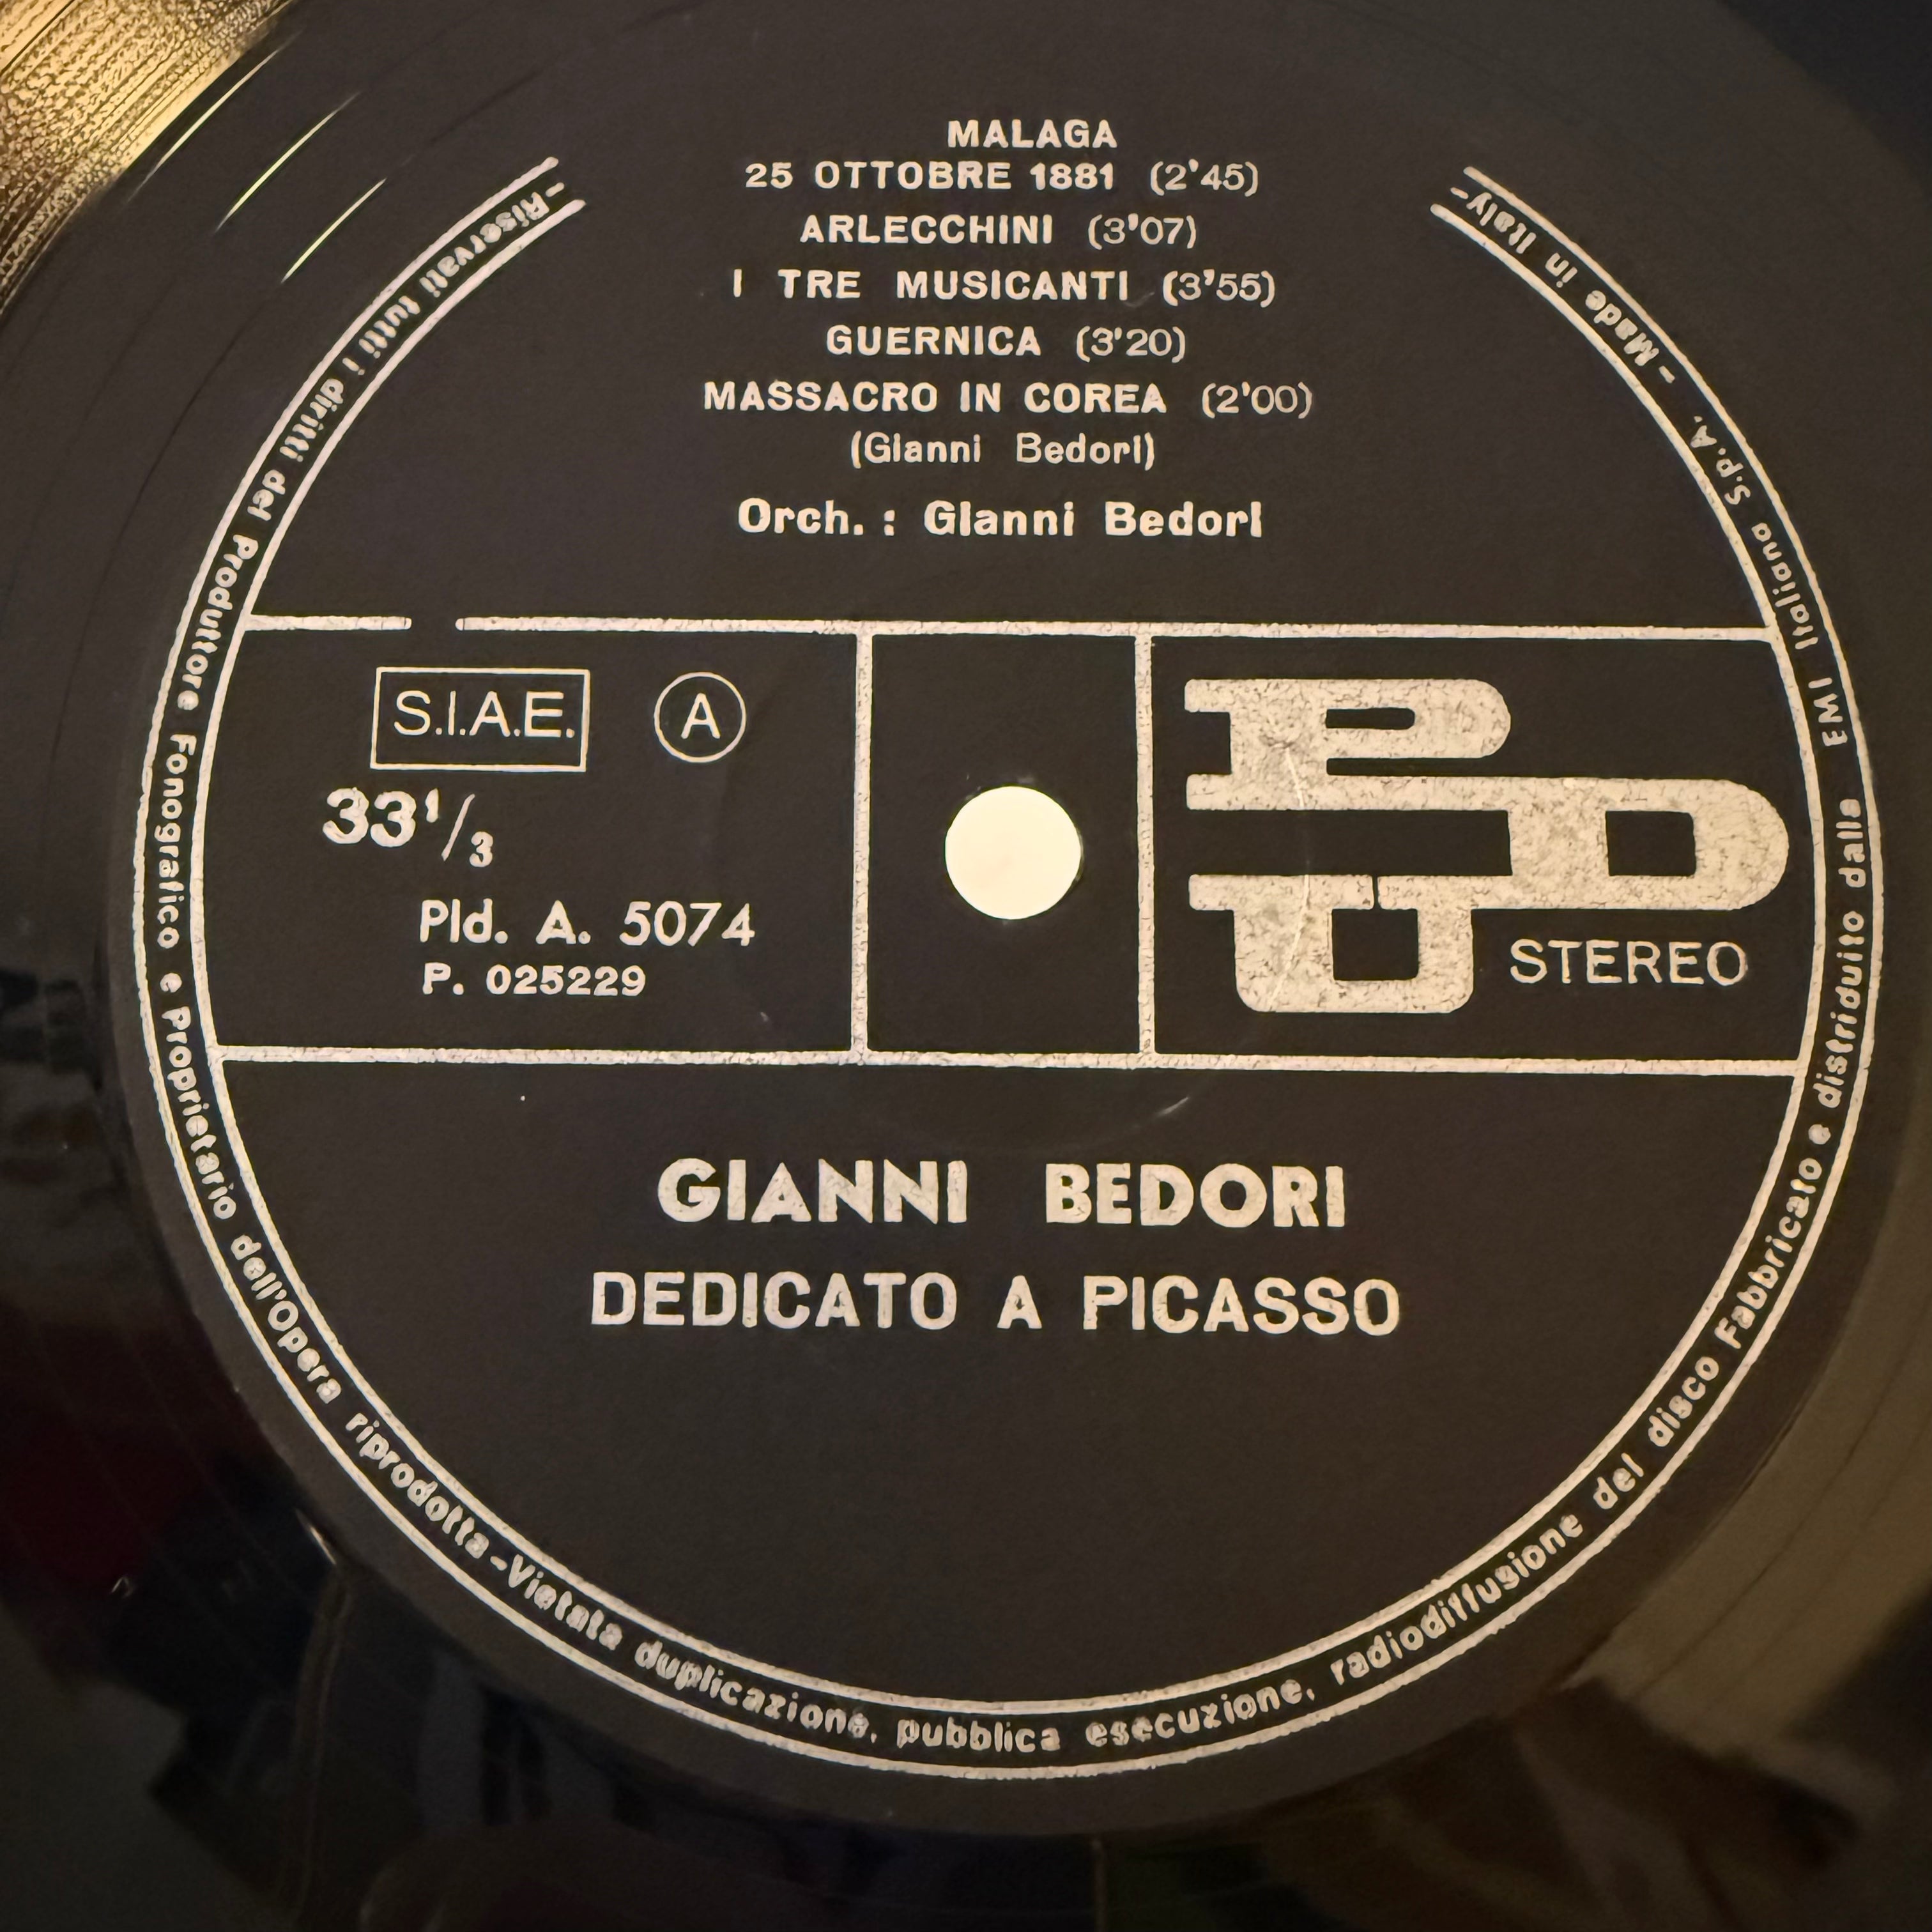 MALAGA
25 OTTOBRE 1881 (2'45)
ARLECCHINI (3'07)
I TRE MUSICANTI (3'55)
GUERNICA (3'20)
MASSACRO IN COREA (2'00)
(Gianni Bedori)
Orch. : Gianni Bedori
S.I.A.E. A
33 1/3
Pld. A. 5074
P. 025229
PDU
STEREO
GIANNI BEDORI
DEDICATO A PICASSO
-Riservati tutti i diritti del Produttore Fonografico e Proprietario dell'Opera riprodotta-Vietata duplicazione, pubblica esecuzione, radiodiffusione del disco Fabbricato e distriduito dalla EMI Italiana S.p.A. - Made in Italy-